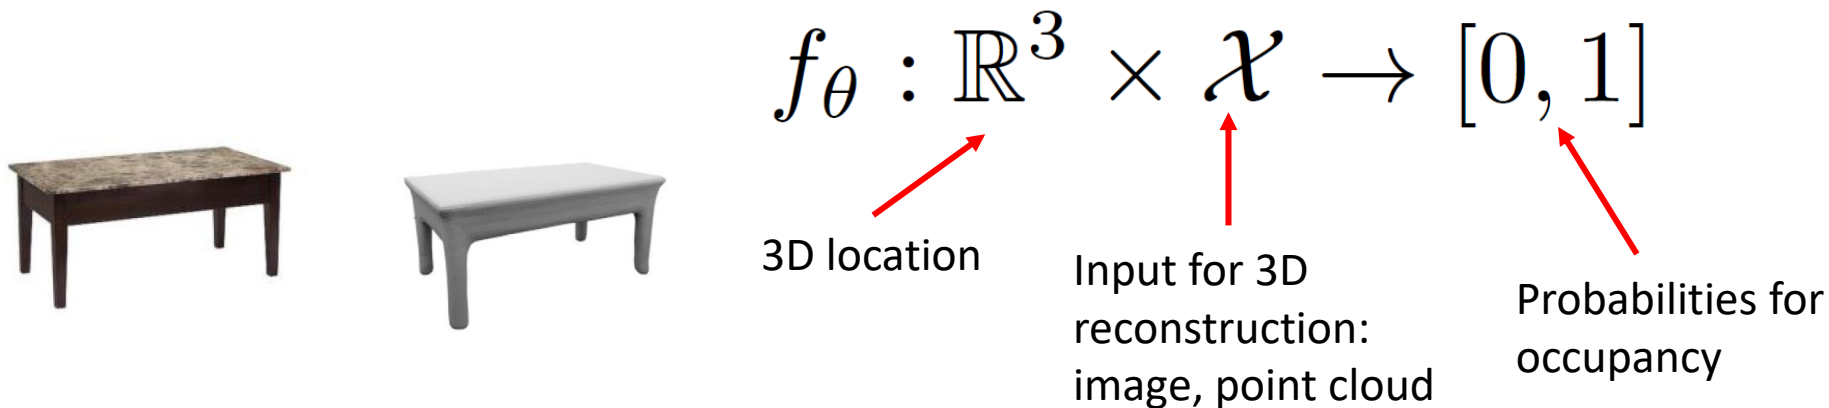 f_θ : ℝ³ × 𝒳 → [0, 1]
3D location
Input for 3D
reconstruction:
image, point cloud
Probabilities for
occupancy